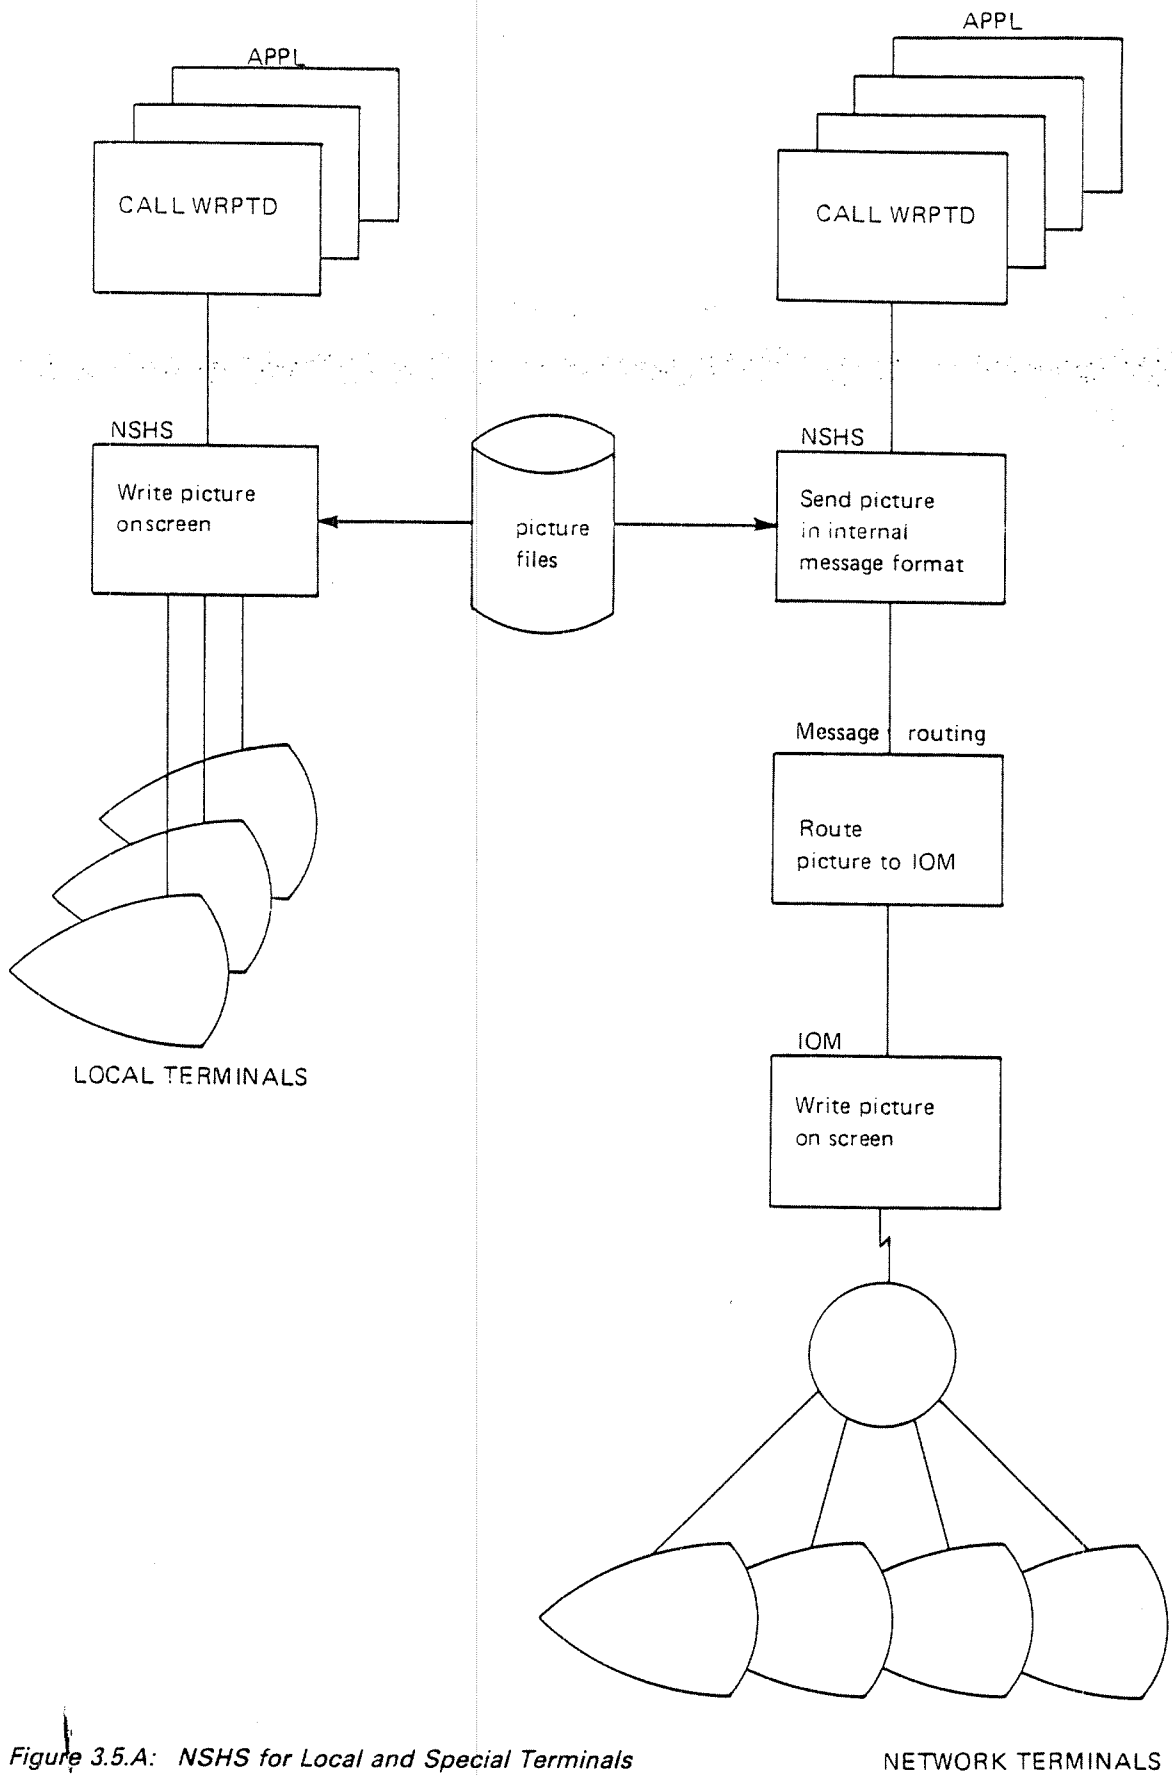 APPL
CALL WRPTD
NSHS
Write picture
onscreen
LOCAL TERMINALS
picture
files
APPL
CALL WRPTD
NSHS
Send picture
in internal
message format
Message routing
Route
picture to IOM
IOM
Write picture
on screen
NETWORK TERMINALS
Figure 3.5.A: NSHS for Local and Special Terminals